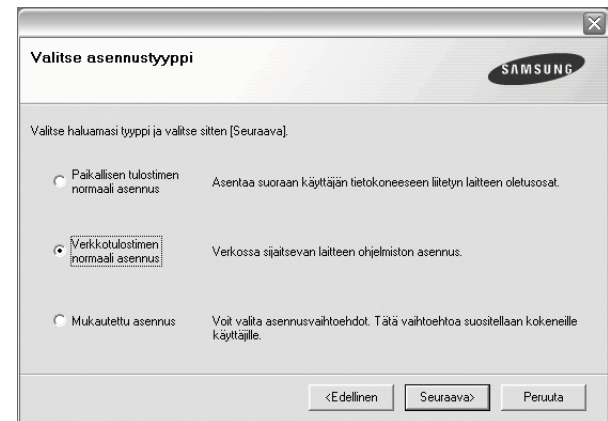 Valitse asennustyyppi
SAMSUNG
Valitse haluamasi tyyppi ja valitse sitten [Seuraava].
Paikallisen tulostimen
normaali asennus
Asentaa suoraan käyttäjän tietokoneeseen liitetyn laitteen oletusosat.
Verkkotulostimen
normaali asennus
Verkossa sijaitsevan laitteen ohjelmiston asennus.
Mukautettu asennus
Voit valita asennusvaihtoehdot. Tätä vaihtoehtoa suositellaan kokeneille
käyttäjille.
<Edellinen
Seuraava>
Peruuta